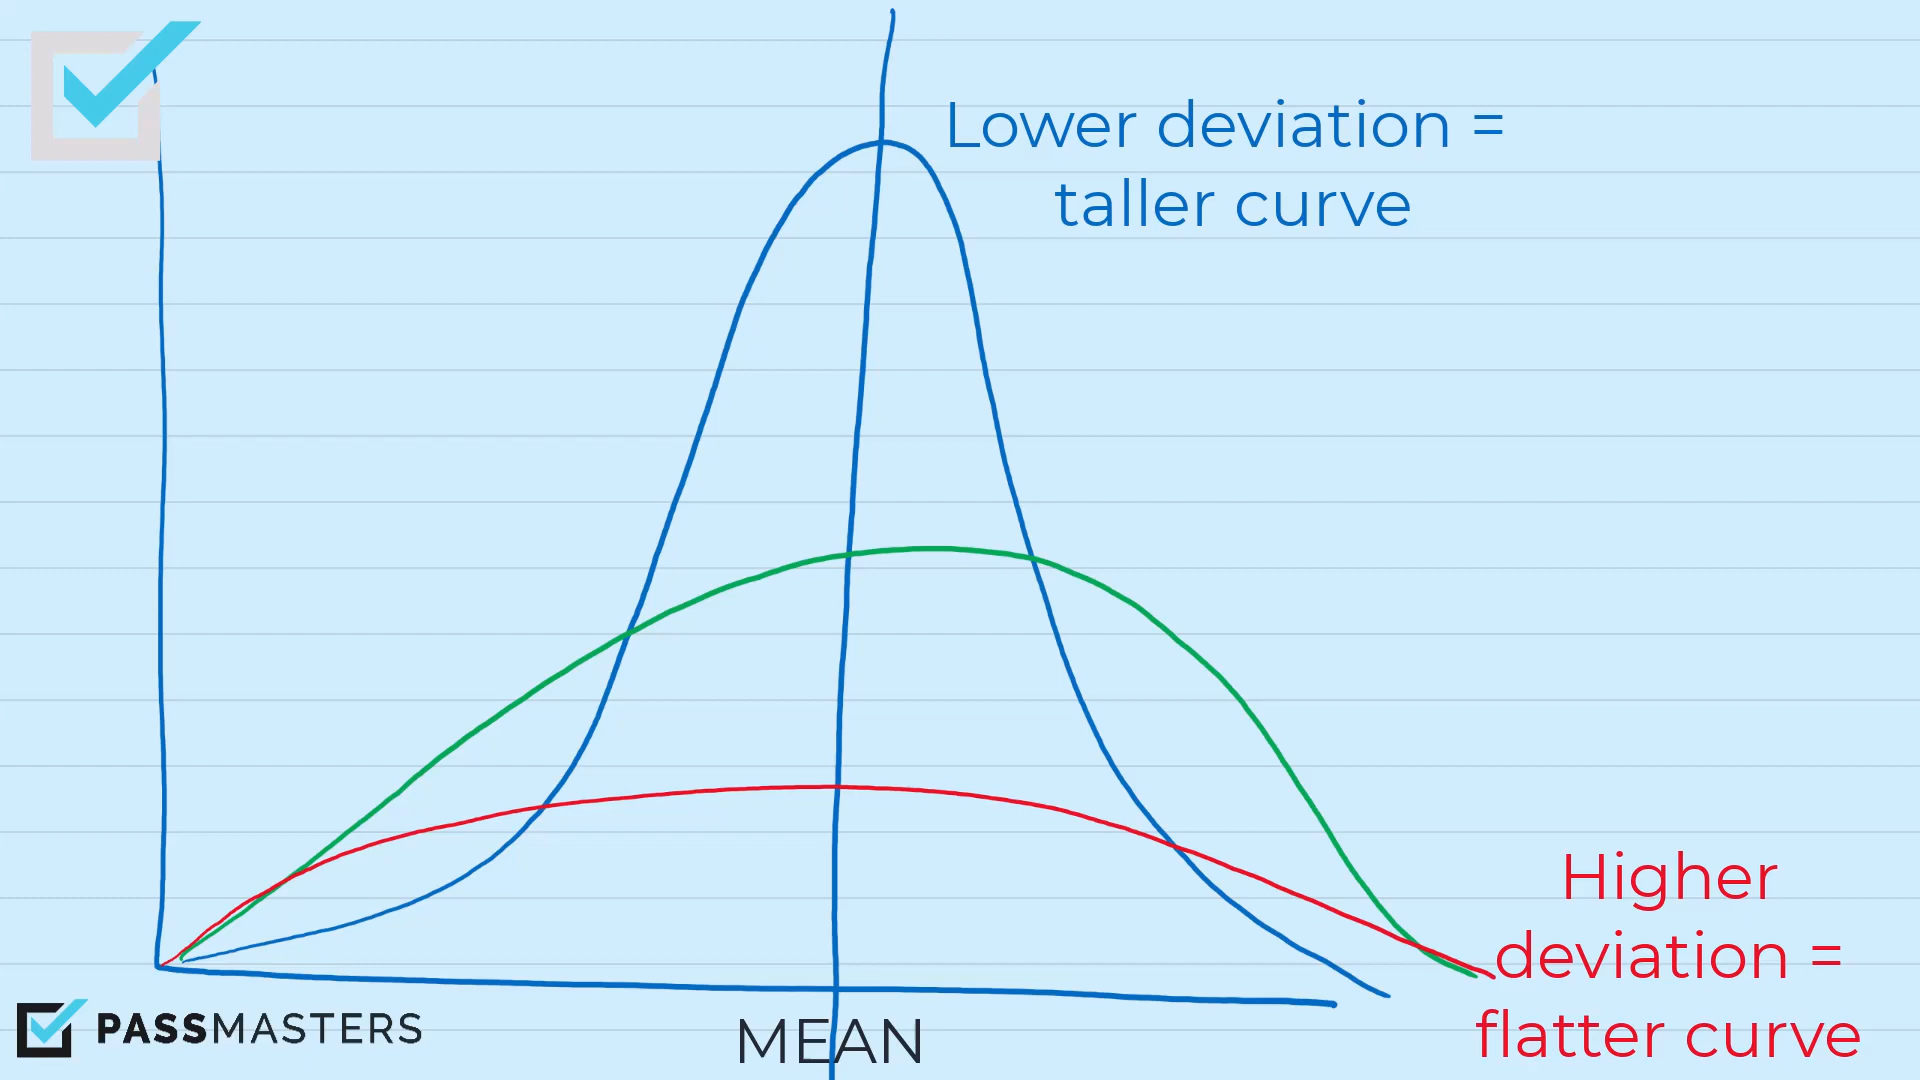 Lower deviation =
taller curve
Higher
deviation =
flatter curve
MEAN
PASSMASTERS